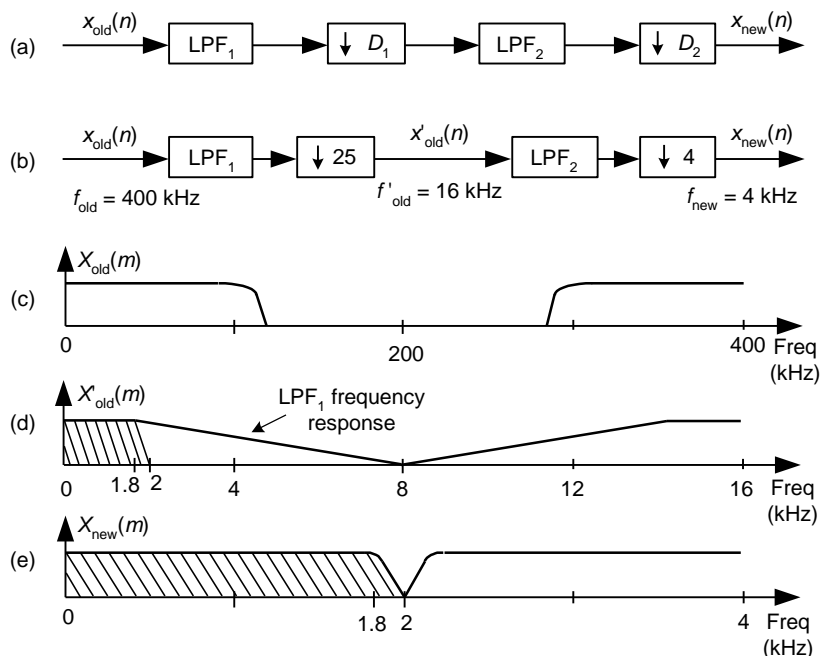 (a) x_old(n) LPF_1 ↓ D_1 LPF_2 ↓ D_2 x_new(n)
(b) x_old(n) LPF_1 ↓ 25 x'_old(n) LPF_2 ↓ 4 x_new(n)
f_old = 400 kHz f'_old = 16 kHz f_new = 4 kHz
(c) X_old(m)
0 200 400 Freq
(kHz)
(d) X'_old(m)
LPF_1 frequency
response
0 1.8 2 4 8 12 16 Freq
(kHz)
(e) X_new(m)
0 1.8 2 4 Freq
(kHz)